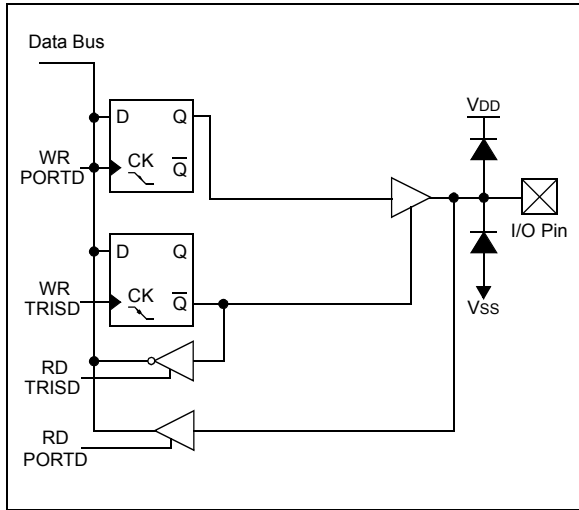 Data Bus
D Q
WR
PORTD
CK Q
VDD
I/O Pin
D Q
WR
TRISD
CK Q
VSS
RD
TRISD
RD
PORTD